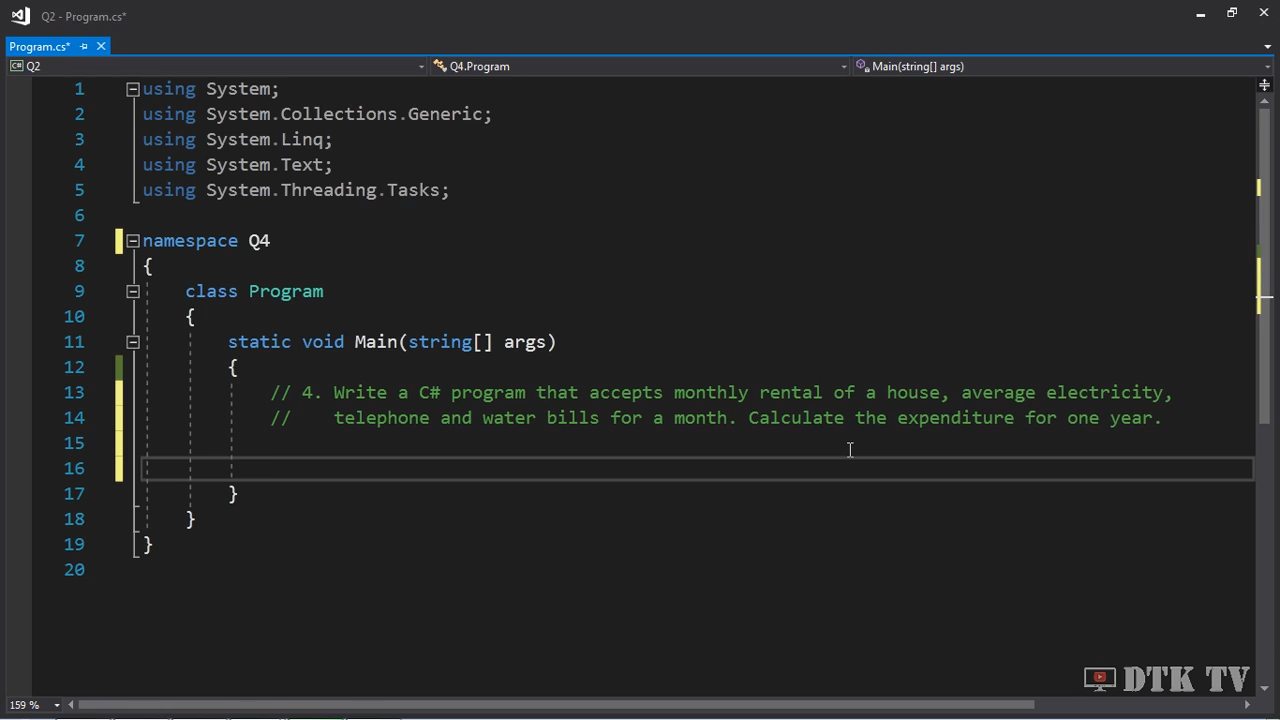 Q2 - Program.cs*
Program.cs*
Q2 Q4.Program Main(string[] args)
1 using System;
2 using System.Collections.Generic;
3 using System.Linq;
4 using System.Text;
5 using System.Threading.Tasks;
6
7 namespace Q4
8 {
9 class Program
10 {
11 static void Main(string[] args)
12 {
13 // 4. Write a C# program that accepts monthly rental of a house, average electricity,
14 // telephone and water bills for a month. Calculate the expenditure for one year.
15
16
17 }
18 }
19 }
20
DTK TV
159 %